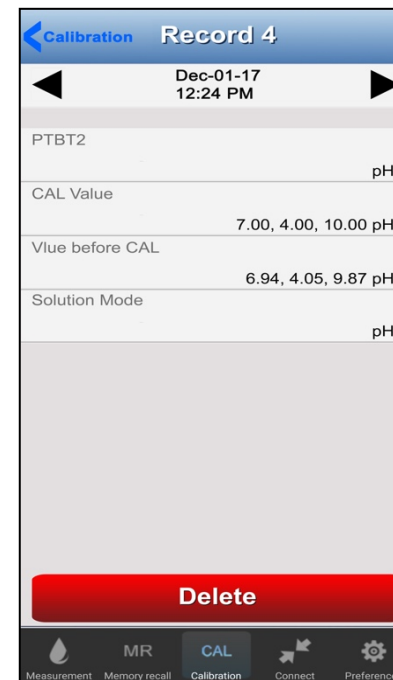 Calibration Record 4
Dec-01-17
12:24 PM
PTBT2
pH
CAL Value
7.00, 4.00, 10.00 pH
Vlue before CAL
6.94, 4.05, 9.87 pH
Solution Mode
pH
Delete
MR CAL
Measurement Memory recall Calibration Connect Preference